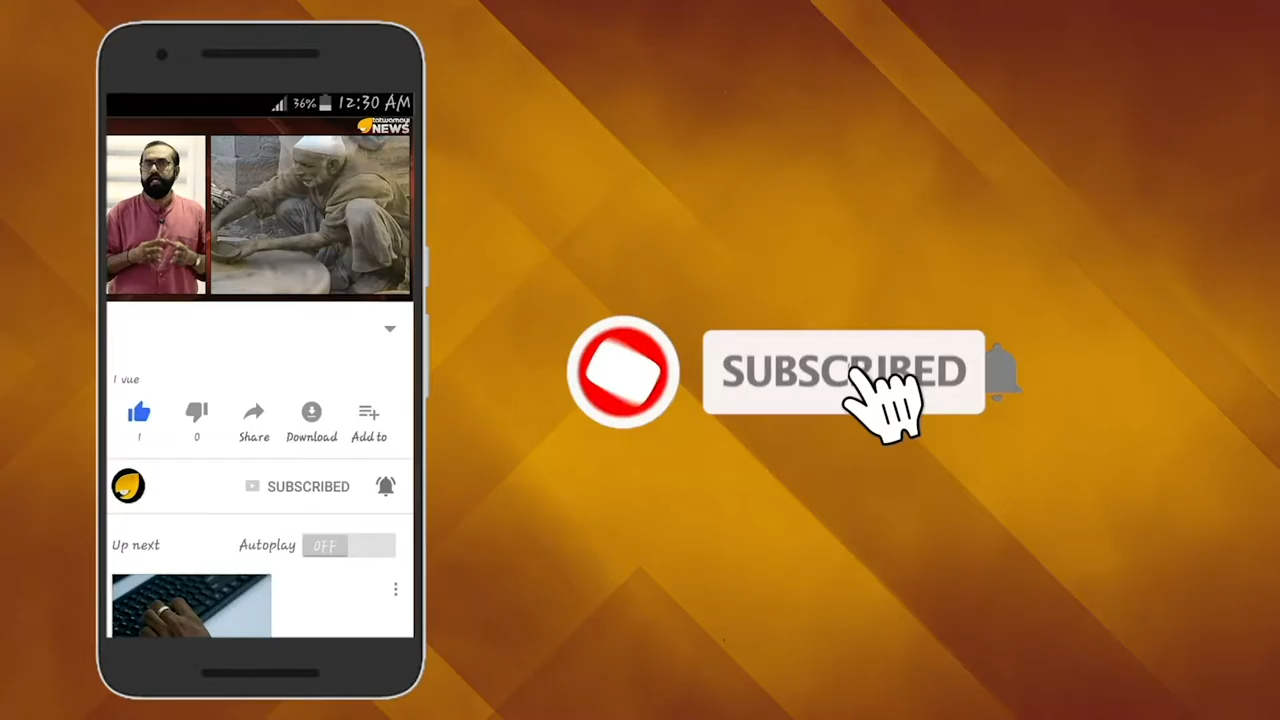 36%
12:30 AM
tatwamayi
NEWS
1 vue
1
0
Share
Download
Add to
SUBSCRIBED
Up next
Autoplay
OFF
SUBSCRIBED